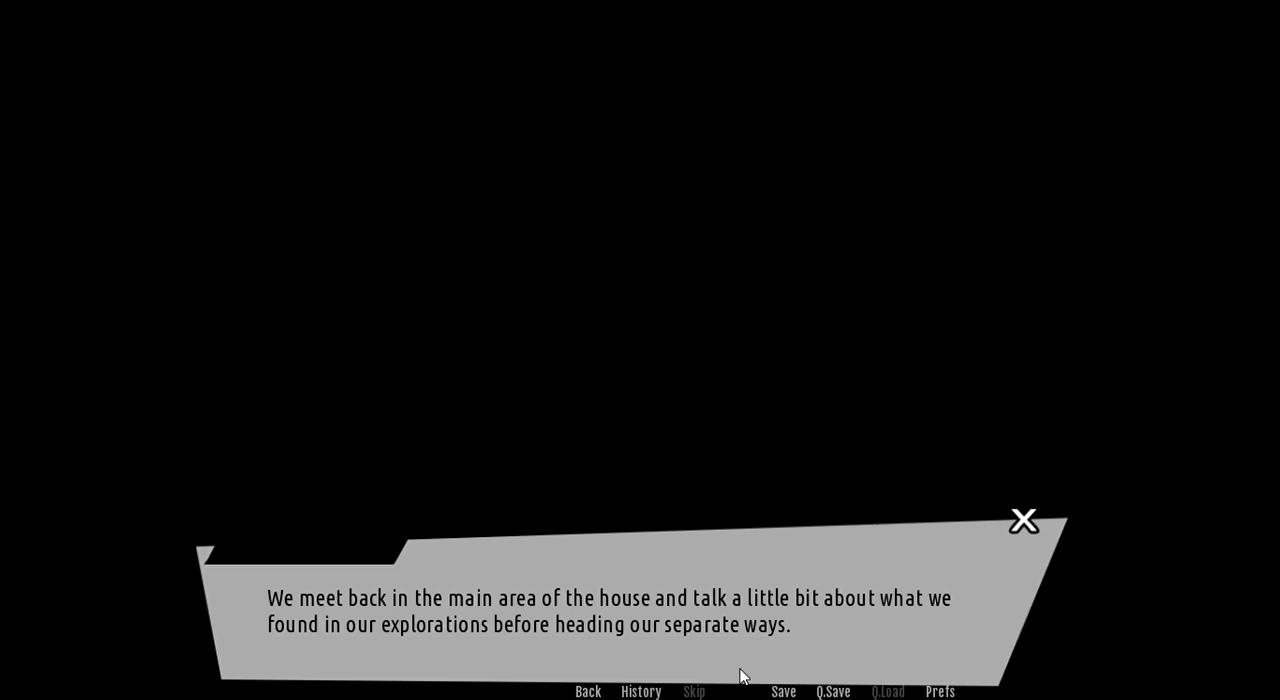 We meet back in the main area of the house and talk a little bit about what we
found in our explorations before heading our separate ways.
Back History Skip Save Q.Save Q.Load Prefs